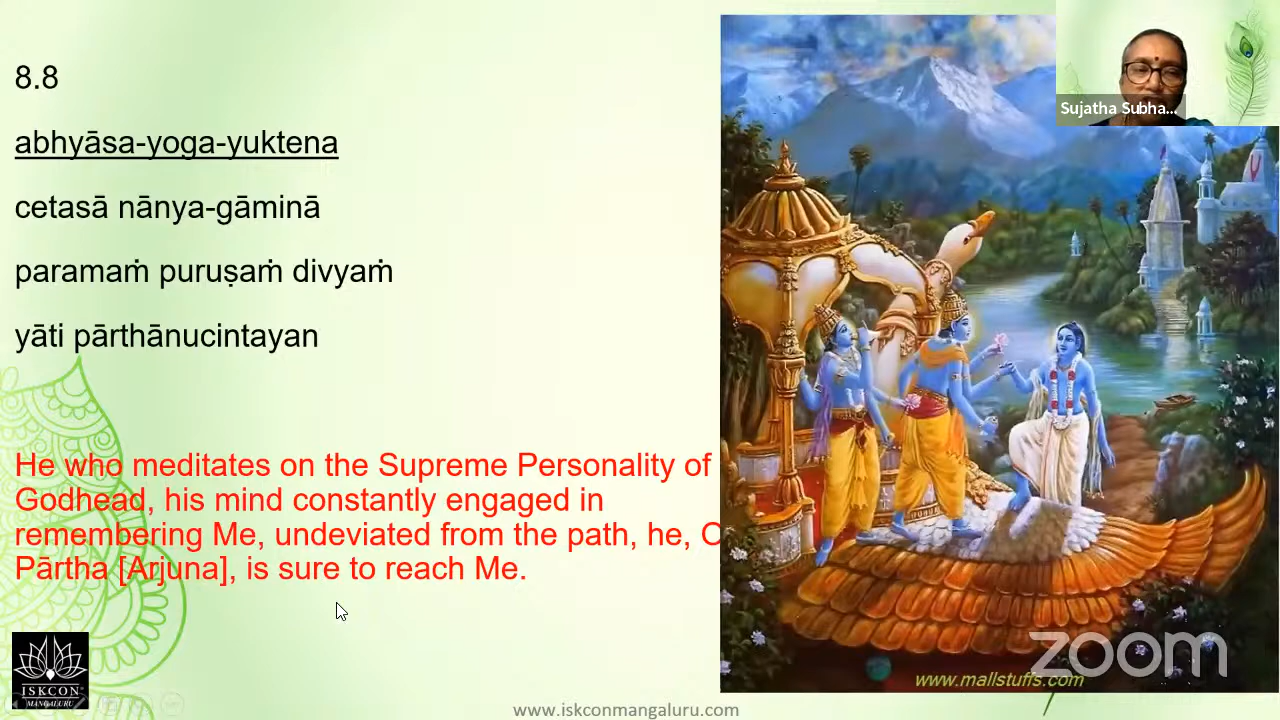 8.8
abhyāsa-yoga-yuktena
cetasā nānya-gāminā
paramaṁ puruṣaṁ divyaṁ
yāti pārthānucintayan
He who meditates on the Supreme Personality of
Godhead, his mind constantly engaged in
remembering Me, undeviated from the path, he, O
Pārtha [Arjuna], is sure to reach Me.
Sujatha Subha...
zoom
www.mallstuffs.com
ISKCON
MANGALURU
www.iskconmangaluru.com